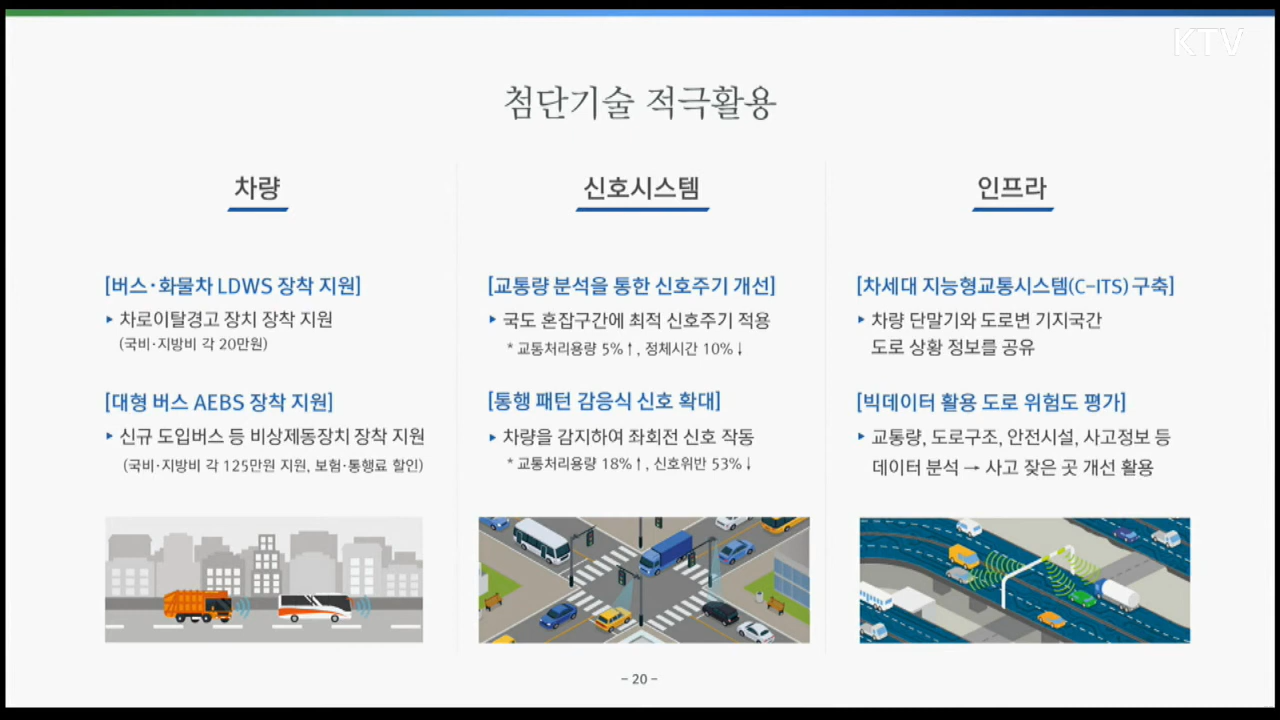 KTV
첨단기술 적극활용
차량
[버스·화물차 LDWS 장착 지원]
▸ 차로이탈경고 장치 장착 지원
(국비·지방비 각 20만원)
[대형 버스 AEBS 장착 지원]
▸ 신규 도입버스 등 비상제동장치 장착 지원
(국비·지방비 각 125만원 지원, 보험·통행료 할인)
신호시스템
[교통량 분석을 통한 신호주기 개선]
▸ 국도 혼잡구간에 최적 신호주기 적용
* 교통처리용량 5%↑, 정체시간 10%↓
[통행 패턴 감응식 신호 확대]
▸ 차량을 감지하여 좌회전 신호 작동
* 교통처리용량 18%↑, 신호위반 53%↓
인프라
[차세대 지능형교통시스템(C-ITS) 구축]
▸ 차량 단말기와 도로변 기지국간
도로 상황 정보를 공유
[빅데이터 활용 도로 위험도 평가]
▸ 교통량, 도로구조, 안전시설, 사고정보 등
데이터 분석 → 사고 잦은 곳 개선 활용
- 20 -